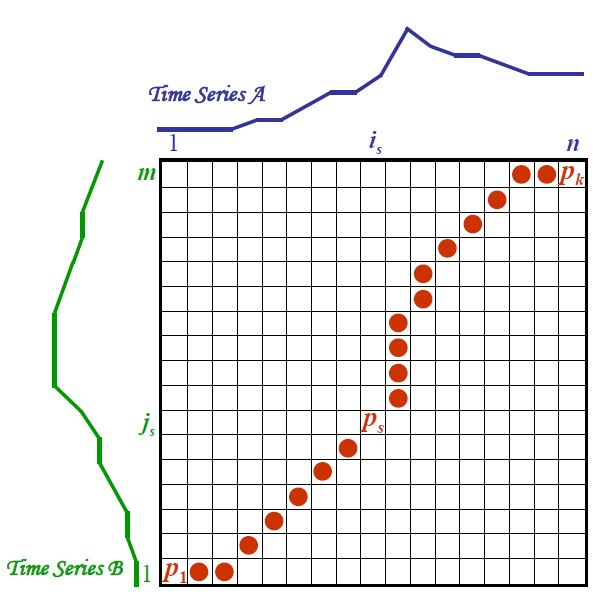 Time Series A
1 i_s n
m p_k
j_s p_s
Time Series B 1 p_1